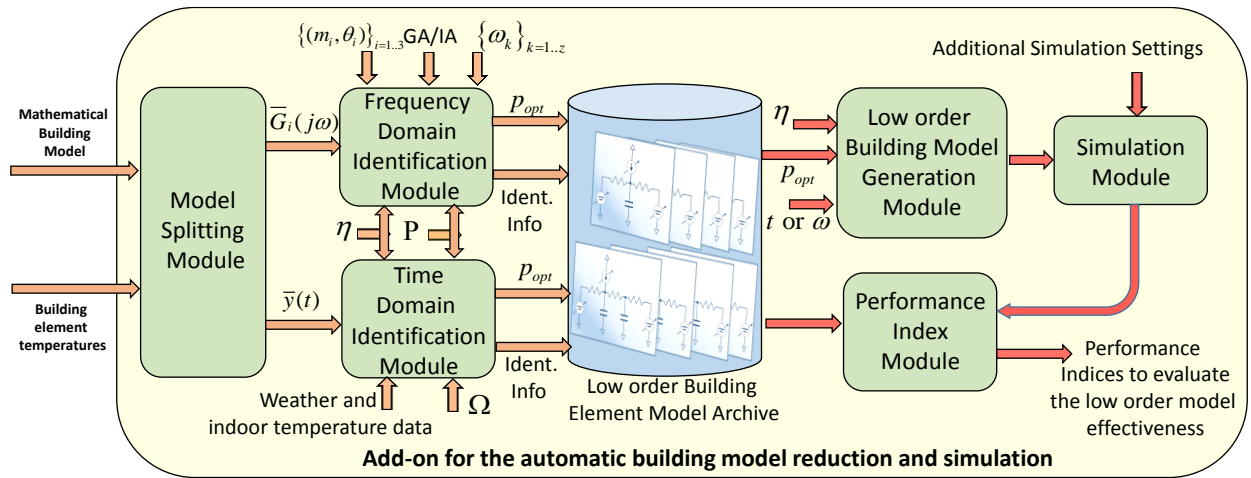 {(m_i, θ_i)}_{i=1..3} GA/IA {ω_k}_{k=1..z}
Additional Simulation Settings
Mathematical
Building
Model
Building
element
temperatures
Model
Splitting
Module
G̅_i(jω)
y̅(t)
Frequency
Domain
Identification
Module
η P
Time
Domain
Identification
Module
Weather and
indoor temperature data
Ω
p_opt
Ident.
Info
p_opt
Ident.
Info
Low order Building
Element Model Archive
η
p_opt
t or ω
Low order
Building Model
Generation
Module
Simulation
Module
Performance
Index
Module
Performance
Indices to evaluate
the low order model
effectiveness
Add-on for the automatic building model reduction and simulation